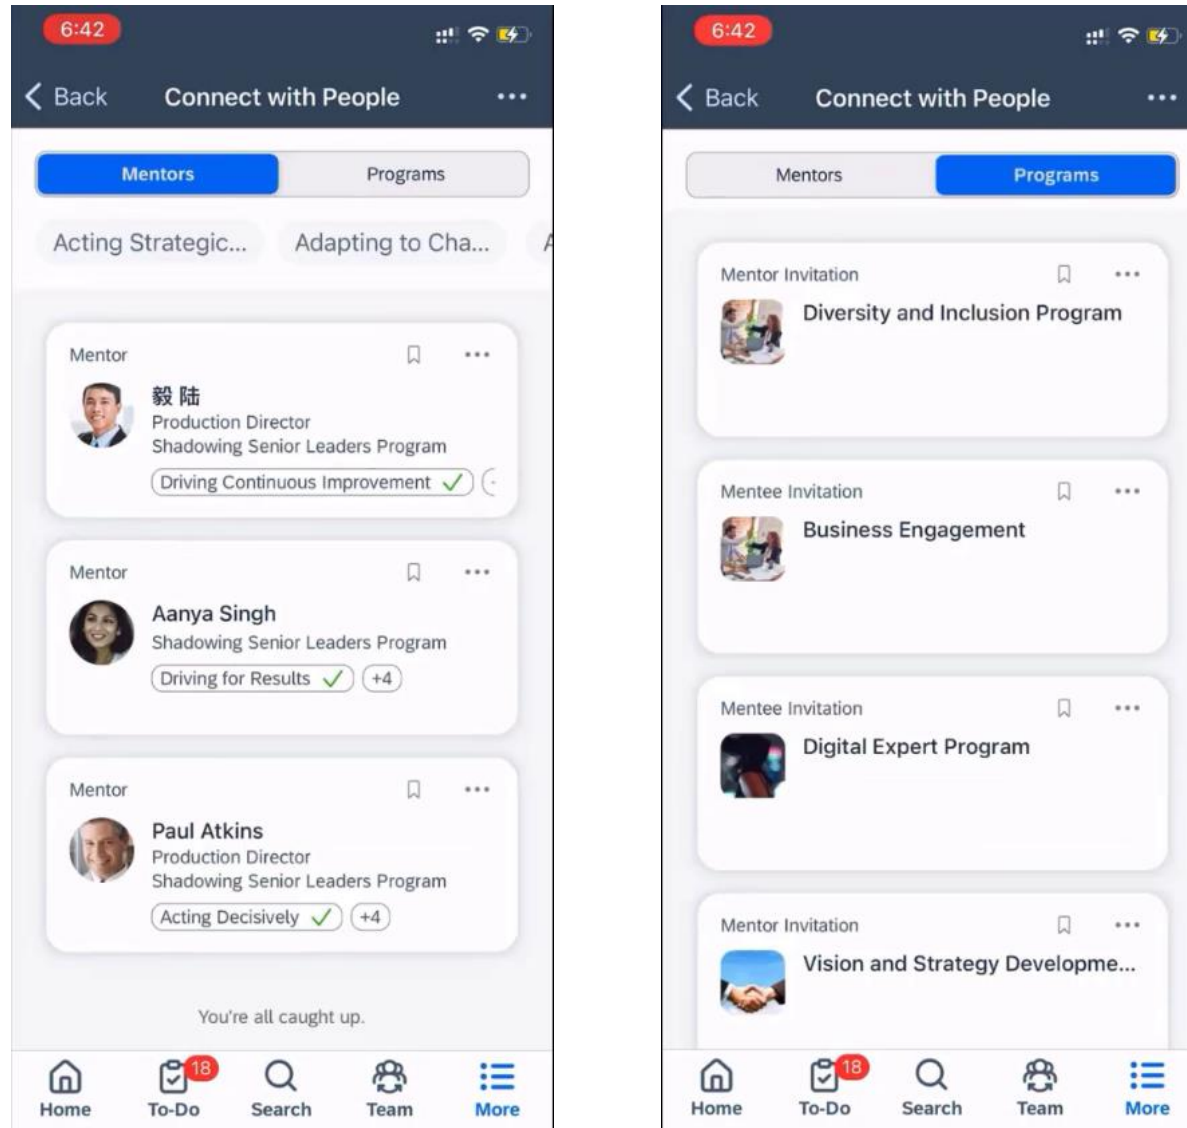 6:42
Back
Connect with People
Mentors
Programs
Acting Strategic...
Adapting to Cha...
Mentor
毅 陆
Production Director
Shadowing Senior Leaders Program
Driving Continuous Improvement
Mentor
Aanya Singh
Shadowing Senior Leaders Program
Driving for Results
+4
Mentor
Paul Atkins
Production Director
Shadowing Senior Leaders Program
Acting Decisively
+4
You're all caught up.
18
Home
To-Do
Search
Team
More
6:42
Back
Connect with People
Mentors
Programs
Mentor Invitation
Diversity and Inclusion Program
Mentee Invitation
Business Engagement
Mentee Invitation
Digital Expert Program
Mentor Invitation
Vision and Strategy Developme...
18
Home
To-Do
Search
Team
More